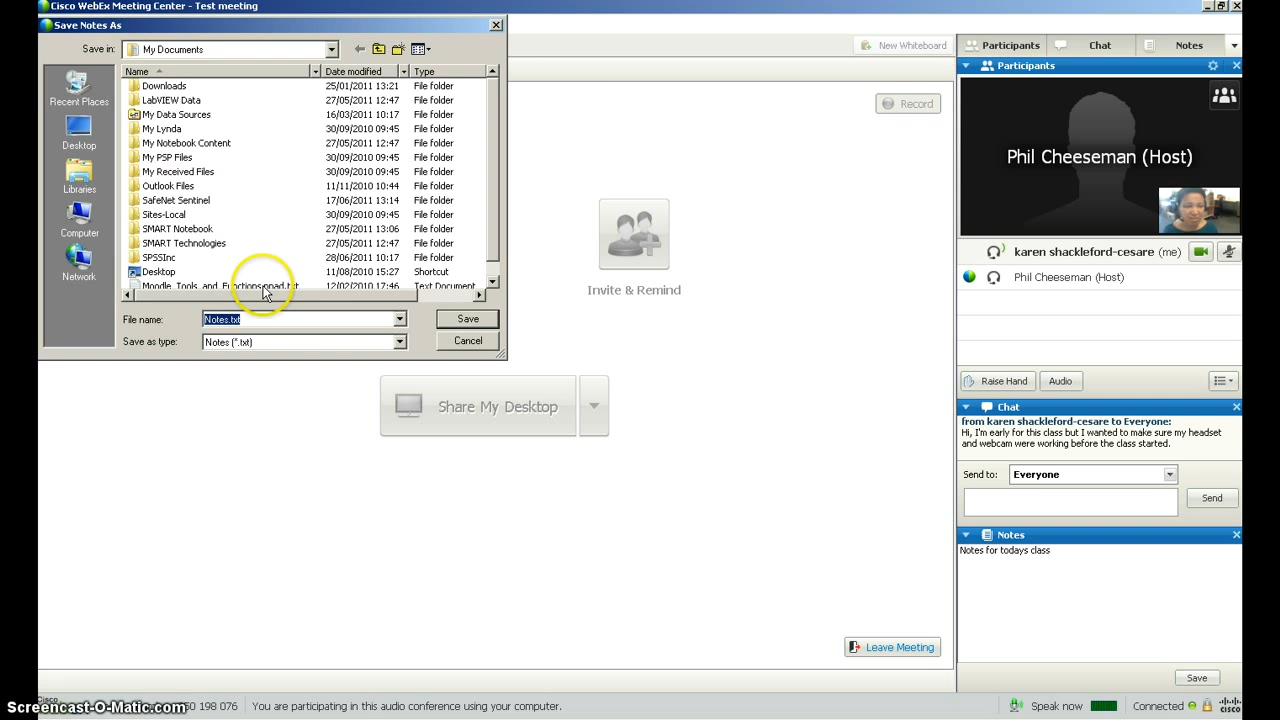 Cisco WebEx Meeting Center - Test meeting
Save Notes As
Save in:
My Documents
Name
Date modified
Type
Recent Places
Desktop
Libraries
Computer
Network
Downloads 25/01/2011 13:21 File folder
LabVIEW Data 27/05/2011 12:47 File folder
My Data Sources 16/03/2011 10:17 File folder
My Lynda 30/09/2010 09:45 File folder
My Notebook Content 27/05/2011 12:47 File folder
My PSP Files 30/09/2010 09:45 File folder
My Received Files 30/09/2010 09:45 File folder
Outlook Files 11/11/2010 10:44 File folder
SafeNet Sentinel 17/06/2011 13:14 File folder
Sites-Local 30/09/2010 09:45 File folder
SMART Notebook 27/05/2011 13:06 File folder
SMART Technologies 27/05/2011 12:47 File folder
SPSSInc 28/06/2011 10:17 File folder
Desktop 11/08/2010 15:27 Shortcut
12/02/2010 17:46 Text Document
File name:
Notes.txt
Save
Save as type:
Notes (*.txt)
Cancel
New Whiteboard
Record
Invite & Remind
Share My Desktop
Leave Meeting
Participants
Chat
Notes
Participants
Phil Cheeseman (Host)
karen shackleford-cesare (me)
Phil Cheeseman (Host)
Raise Hand
Audio
Chat
from karen shackleford-cesare to Everyone:
Hi, I'm early for this class but I wanted to make sure my headset
and webcam were working before the class started.
Send to:
Everyone
Send
Notes
Notes for todays class
Save
Screencast-O-Matic.com
198 076
You are participating in this audio conference using your computer.
Speak now
Connected
cisco